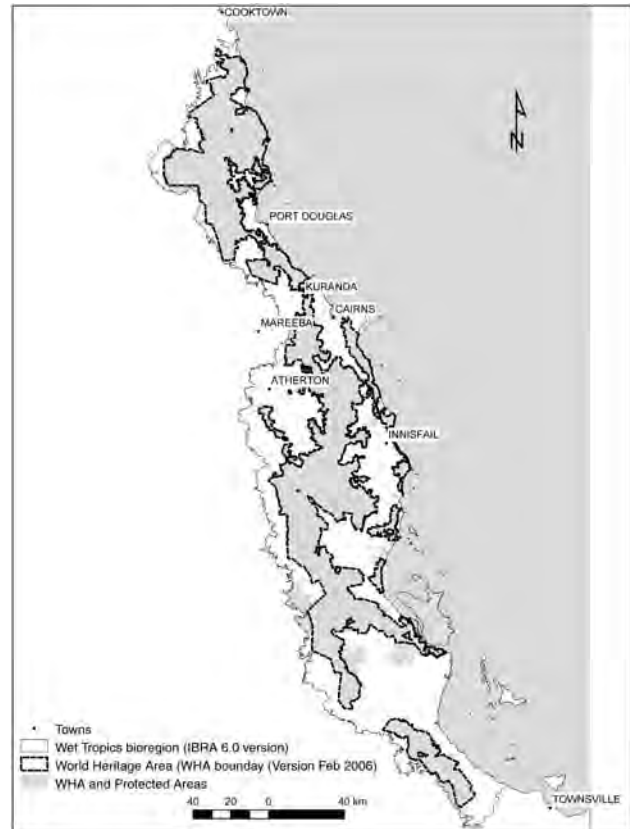 COOKTOWN
N
PORT DOUGLAS
KURANDA
CAIRNS
MAREEBA
ATHERTON
INNISFAIL
Towns
Wet Tropics bioregion (IBRA 6.0 version)
World Heritage Area (WHA bounday (Version Feb 2006)
WHA and Protected Areas
TOWNSVILLE
40 20 0 40 km